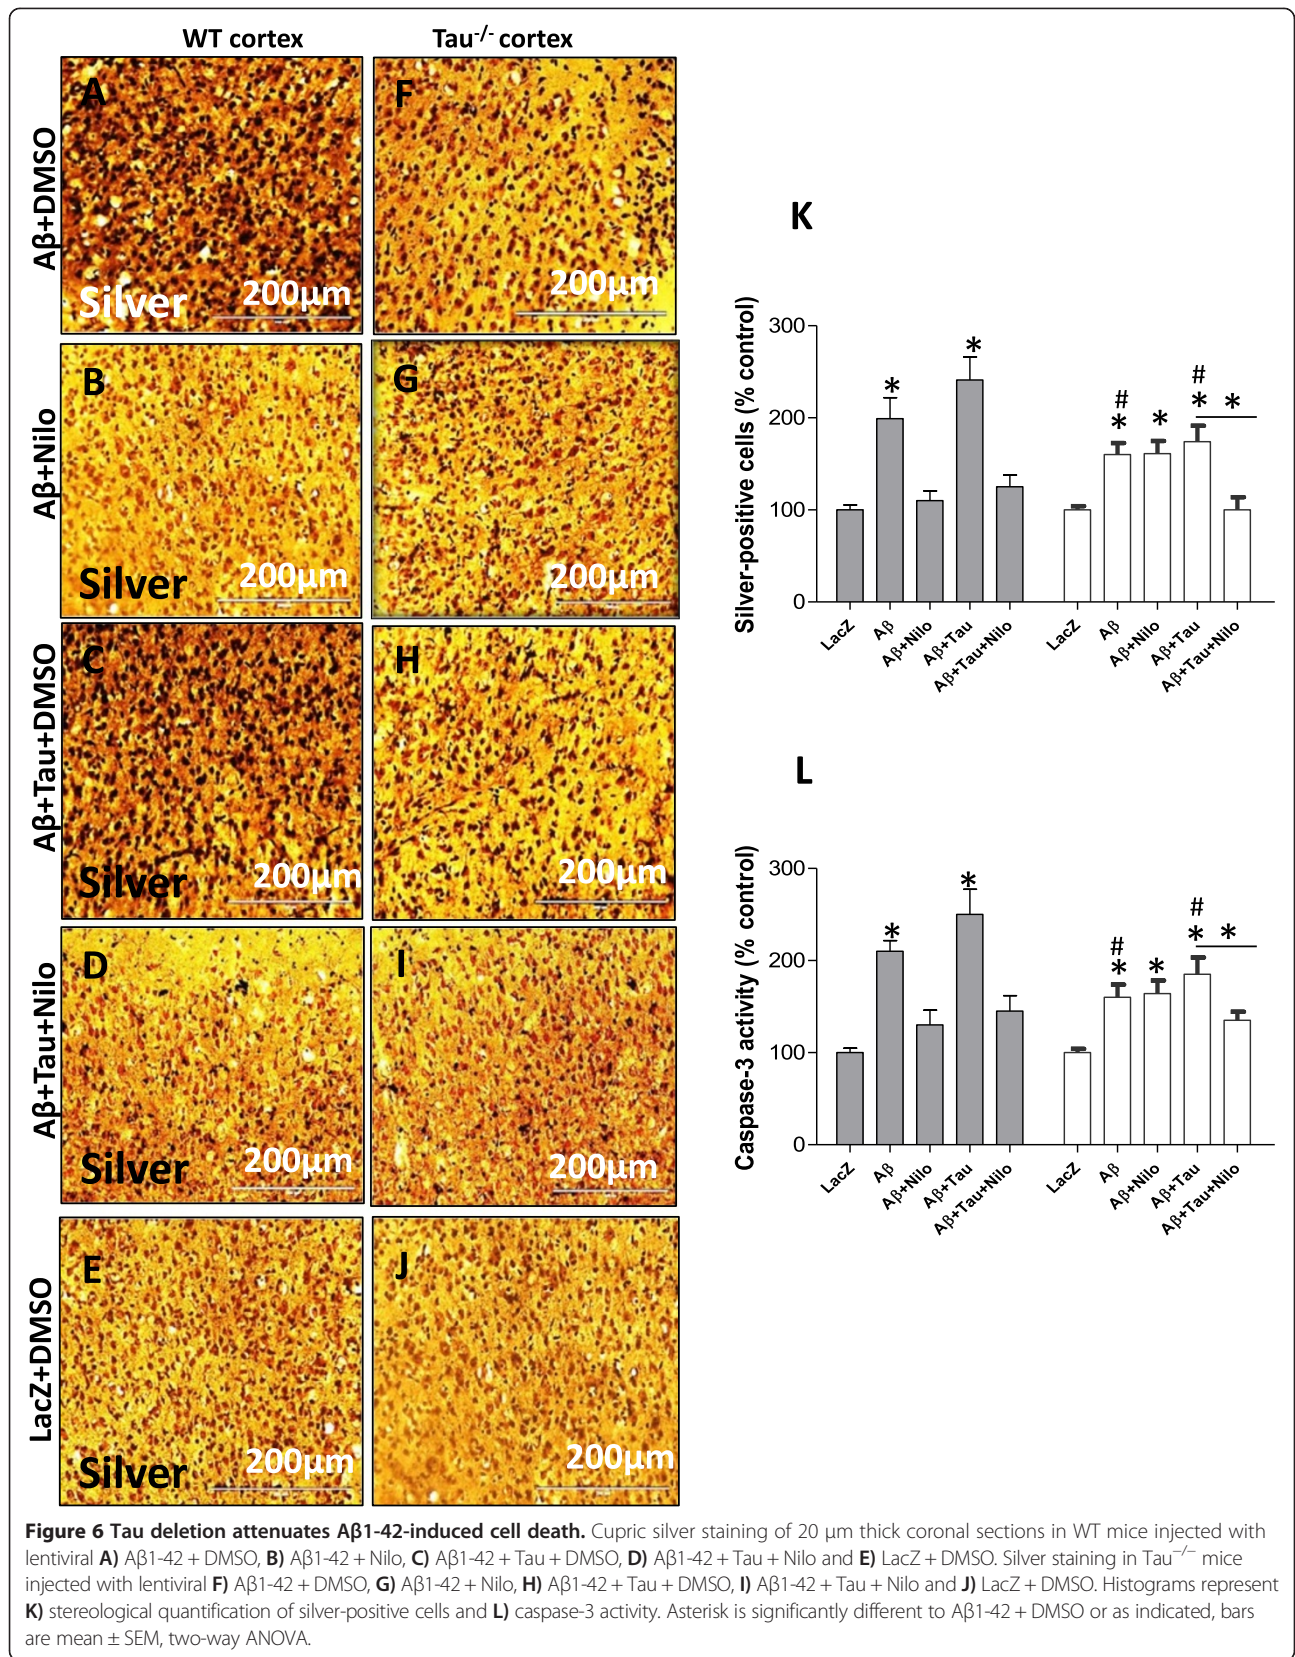 WT cortex
Tau-/- cortex
Aβ+DMSO
A
Silver
200µm
F
200µm
Aβ+Nilo
B
Silver
200µm
G
200µm
Aβ+Tau+DMSO
C
Silver
200µm
H
200µm
Aβ+Tau+Nilo
D
Silver
200µm
I
200µm
LacZ+DMSO
E
Silver
200µm
J
200µm
K
Silver-positive cells (% control)
300
200
100
0
*
*
#
*
*
#
*
*
LacZ
Aβ
Aβ+Nilo
Aβ+Tau
Aβ+Tau+Nilo
LacZ
Aβ
Aβ+Nilo
Aβ+Tau
Aβ+Tau+Nilo
L
Caspase-3 activity (% control)
300
200
100
0
*
*
#
*
*
#
*
*
LacZ
Aβ
Aβ+Nilo
Aβ+Tau
Aβ+Tau+Nilo
LacZ
Aβ
Aβ+Nilo
Aβ+Tau
Aβ+Tau+Nilo
Figure 6 Tau deletion attenuates Aβ1-42-induced cell death. Cupric silver staining of 20 μm thick coronal sections in WT mice injected with
lentiviral A) Aβ1-42 + DMSO, B) Aβ1-42 + Nilo, C) Aβ1-42 + Tau + DMSO, D) Aβ1-42 + Tau + Nilo and E) LacZ + DMSO. Silver staining in Tau−/− mice
injected with lentiviral F) Aβ1-42 + DMSO, G) Aβ1-42 + Nilo, H) Aβ1-42 + Tau + DMSO, I) Aβ1-42 + Tau + Nilo and J) LacZ + DMSO. Histograms represent
K) stereological quantification of silver-positive cells and L) caspase-3 activity. Asterisk is significantly different to Aβ1-42 + DMSO or as indicated, bars
are mean ± SEM, two-way ANOVA.